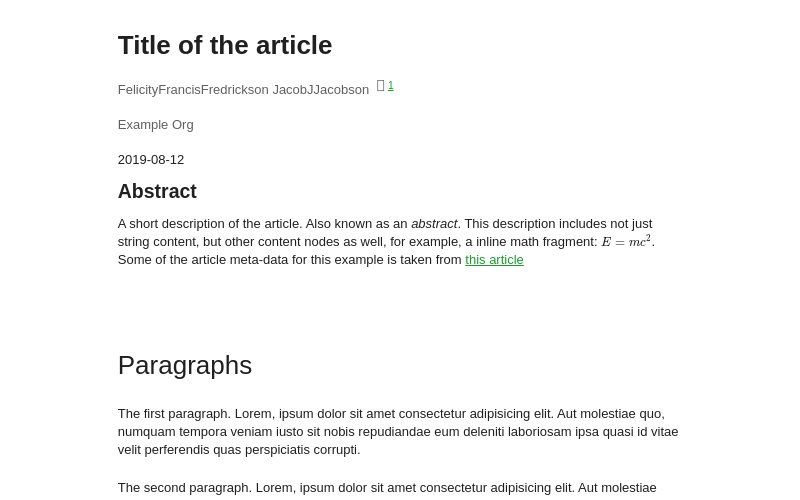 Title of the article
FelicityFrancisFredrickson JacobJJacobson 1
Example Org
2019-08-12
Abstract
A short description of the article. Also known as an abstract. This description includes not just
string content, but other content nodes as well, for example, a inline math fragment: E = mc².
Some of the article meta-data for this example is taken from this article
Paragraphs
The first paragraph. Lorem, ipsum dolor sit amet consectetur adipisicing elit. Aut molestiae quo,
numquam tempora veniam iusto sit nobis repudiandae eum deleniti laboriosam ipsa quasi id vitae
velit perferendis quas perspiciatis corrupti.
The second paragraph. Lorem, ipsum dolor sit amet consectetur adipisicing elit. Aut molestiae